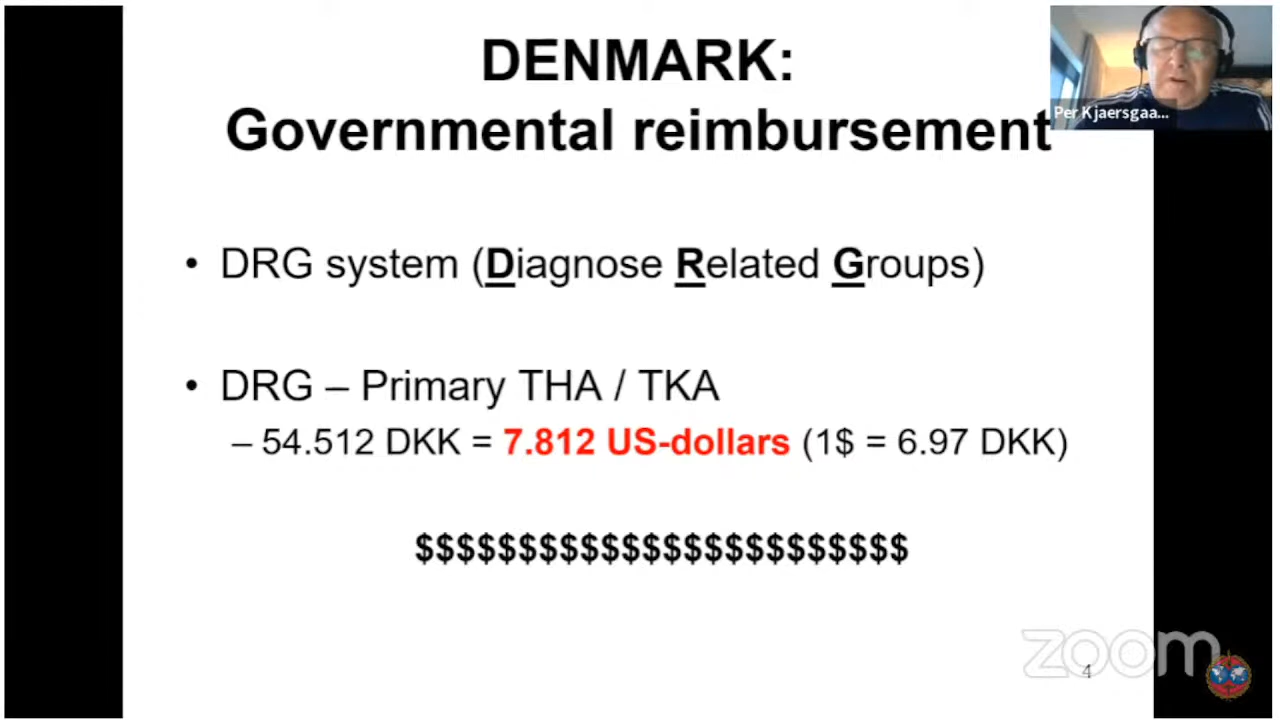 DENMARK:
Governmental reimbursement
Per Kjaersgaa...
• DRG system (Diagnose Related Groups)
• DRG – Primary THA / TKA
– 54.512 DKK = 7.812 US-dollars (1$ = 6.97 DKK)
$$$$$$$$$$$$$$$$$$$$$$$$
zoom
4